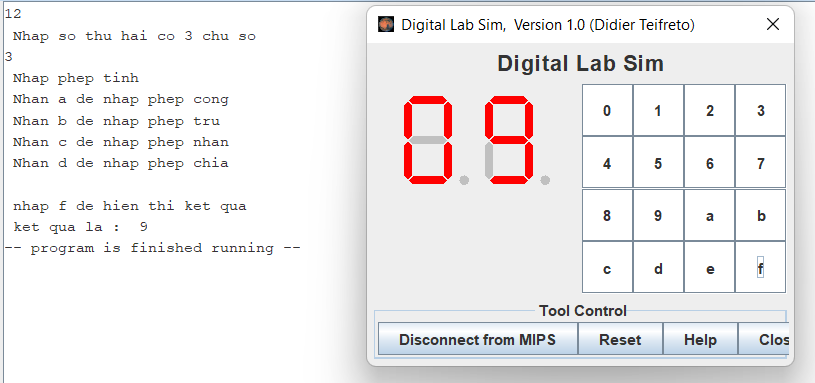 12
Nhap so thu hai co 3 chu so
3
Nhap phep tinh
Nhan a de nhap phep cong
Nhan b de nhap phep tru
Nhan c de nhap phep nhan
Nhan d de nhap phep chia
nhap f de hien thi ket qua
ket qua la :  9
-- program is finished running --
Digital Lab Sim,  Version 1.0 (Didier Teifreto)
Digital Lab Sim
09
0 1 2 3
4 5 6 7
8 9 a b
c d e f
Tool Control
Disconnect from MIPS Reset Help Clos